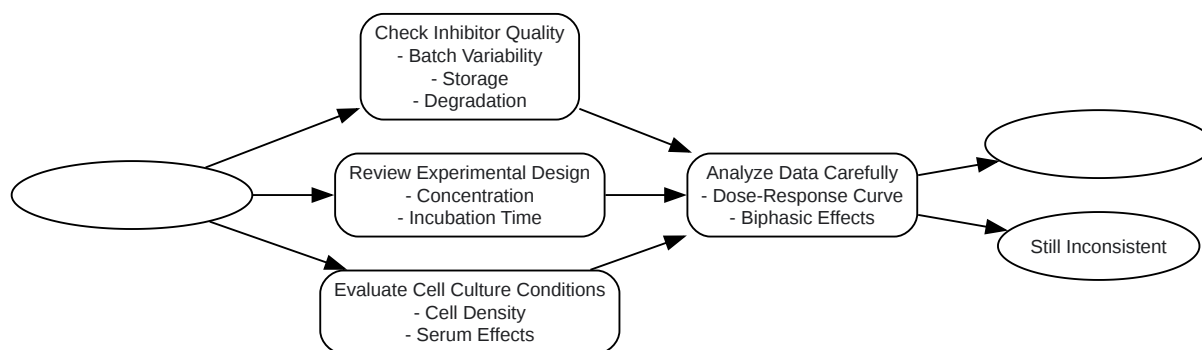 Check Inhibitor Quality
- Batch Variability
- Storage
- Degradation
Review Experimental Design
- Concentration
- Incubation Time
Evaluate Cell Culture Conditions
- Cell Density
- Serum Effects
Analyze Data Carefully
- Dose-Response Curve
- Biphasic Effects
Still Inconsistent